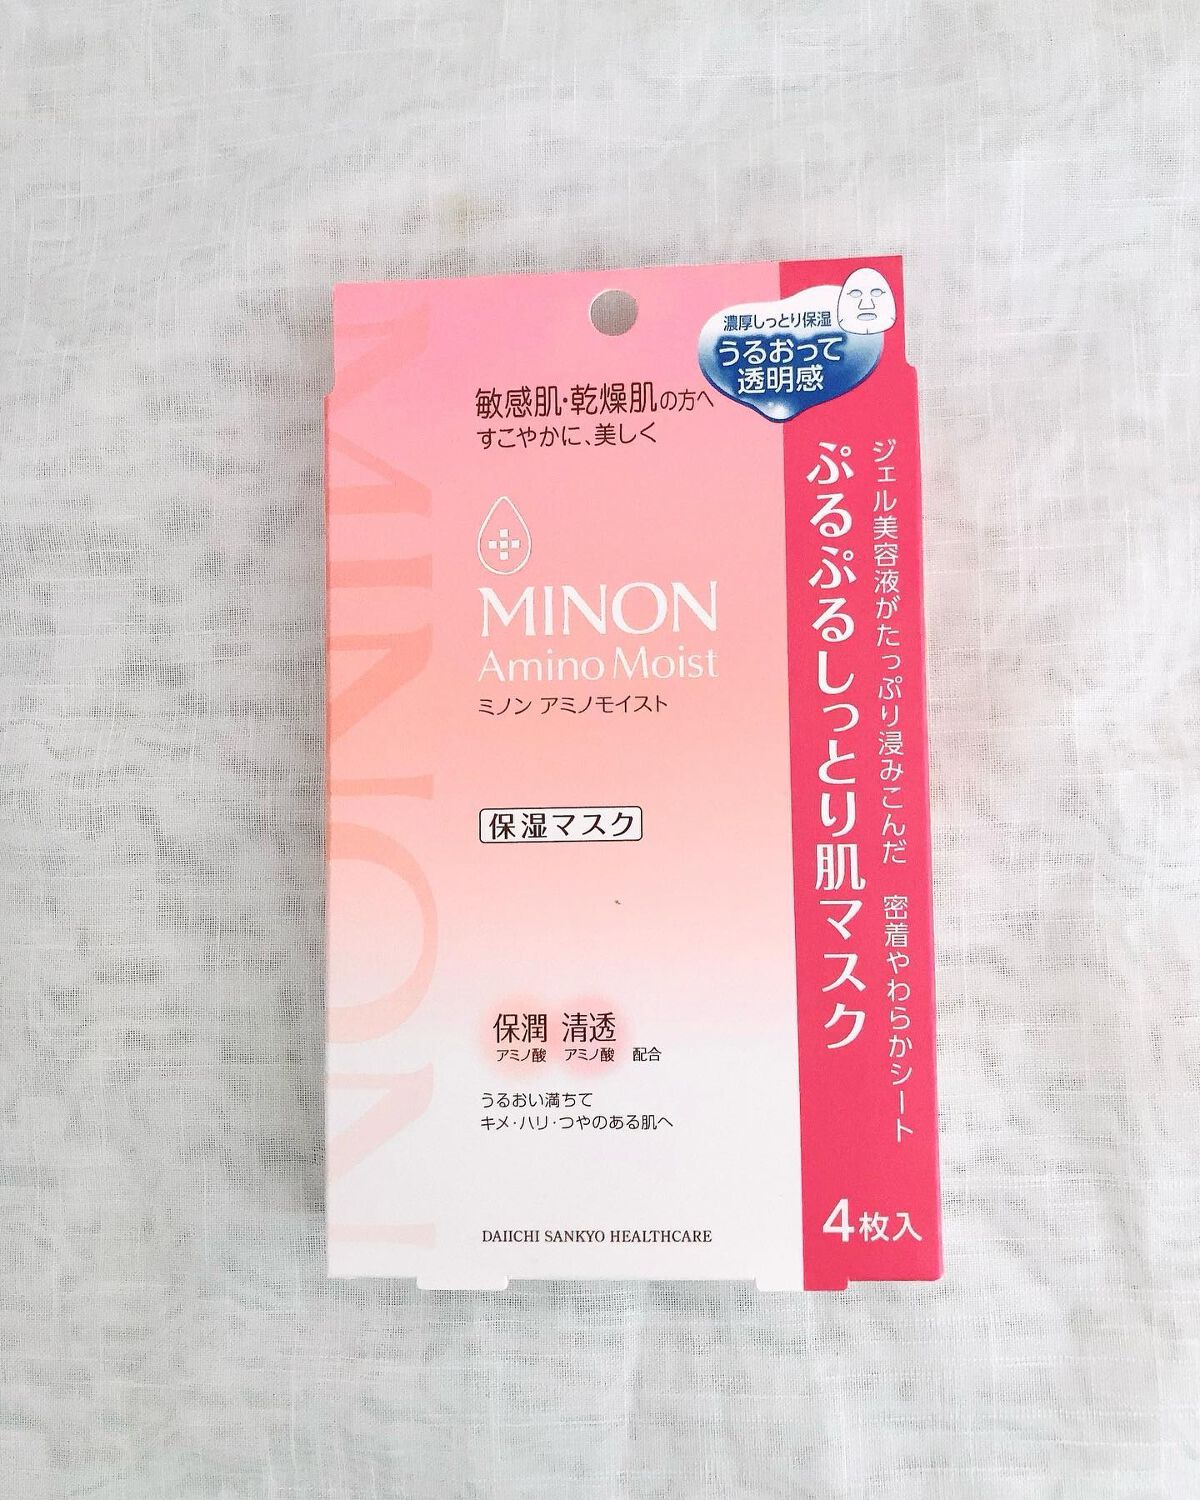 濃厚しっとり保湿
うるおって
透明感
敏感肌・乾燥肌の方へ
すこやかに、美しく
MINON
Amino Moist
ミノン アミノモイスト
保湿マスク
保潤 清透
アミノ酸 アミノ酸 配合
うるおい満ちて
キメ・ハリ・つやのある肌へ
DAIICHI SANKYO HEALTHCARE
MINON
ジェル美容液がたっぷり浸みこんだ 密着やわらかシート
ぷるぷるしっとり肌マスク
4枚入